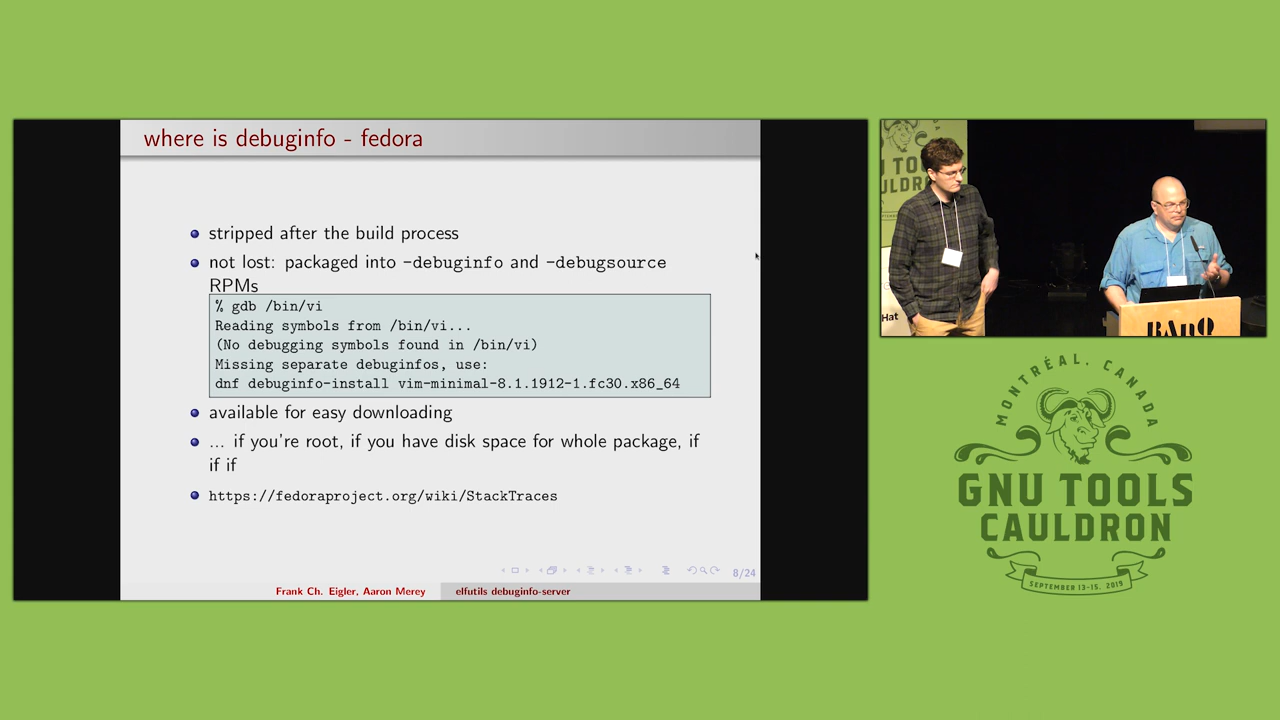 where is debuginfo - fedora
stripped after the build process
not lost: packaged into -debuginfo and -debugsource
RPMs
% gdb /bin/vi
Reading symbols from /bin/vi...
(No debugging symbols found in /bin/vi)
Missing separate debuginfos, use:
dnf debuginfo-install vim-minimal-8.1.1912-1.fc30.x86_64
available for easy downloading
... if you're root, if you have disk space for whole package, if
if if
https://fedoraproject.org/wiki/StackTraces
8/24
Frank Ch. Eigler, Aaron Merey
elfutils debuginfo-server
Hat
BAnQ
MONTRÉAL, CANADA
GNU TOOLS
CAULDRON
SEPTEMBER 13-15, 2019